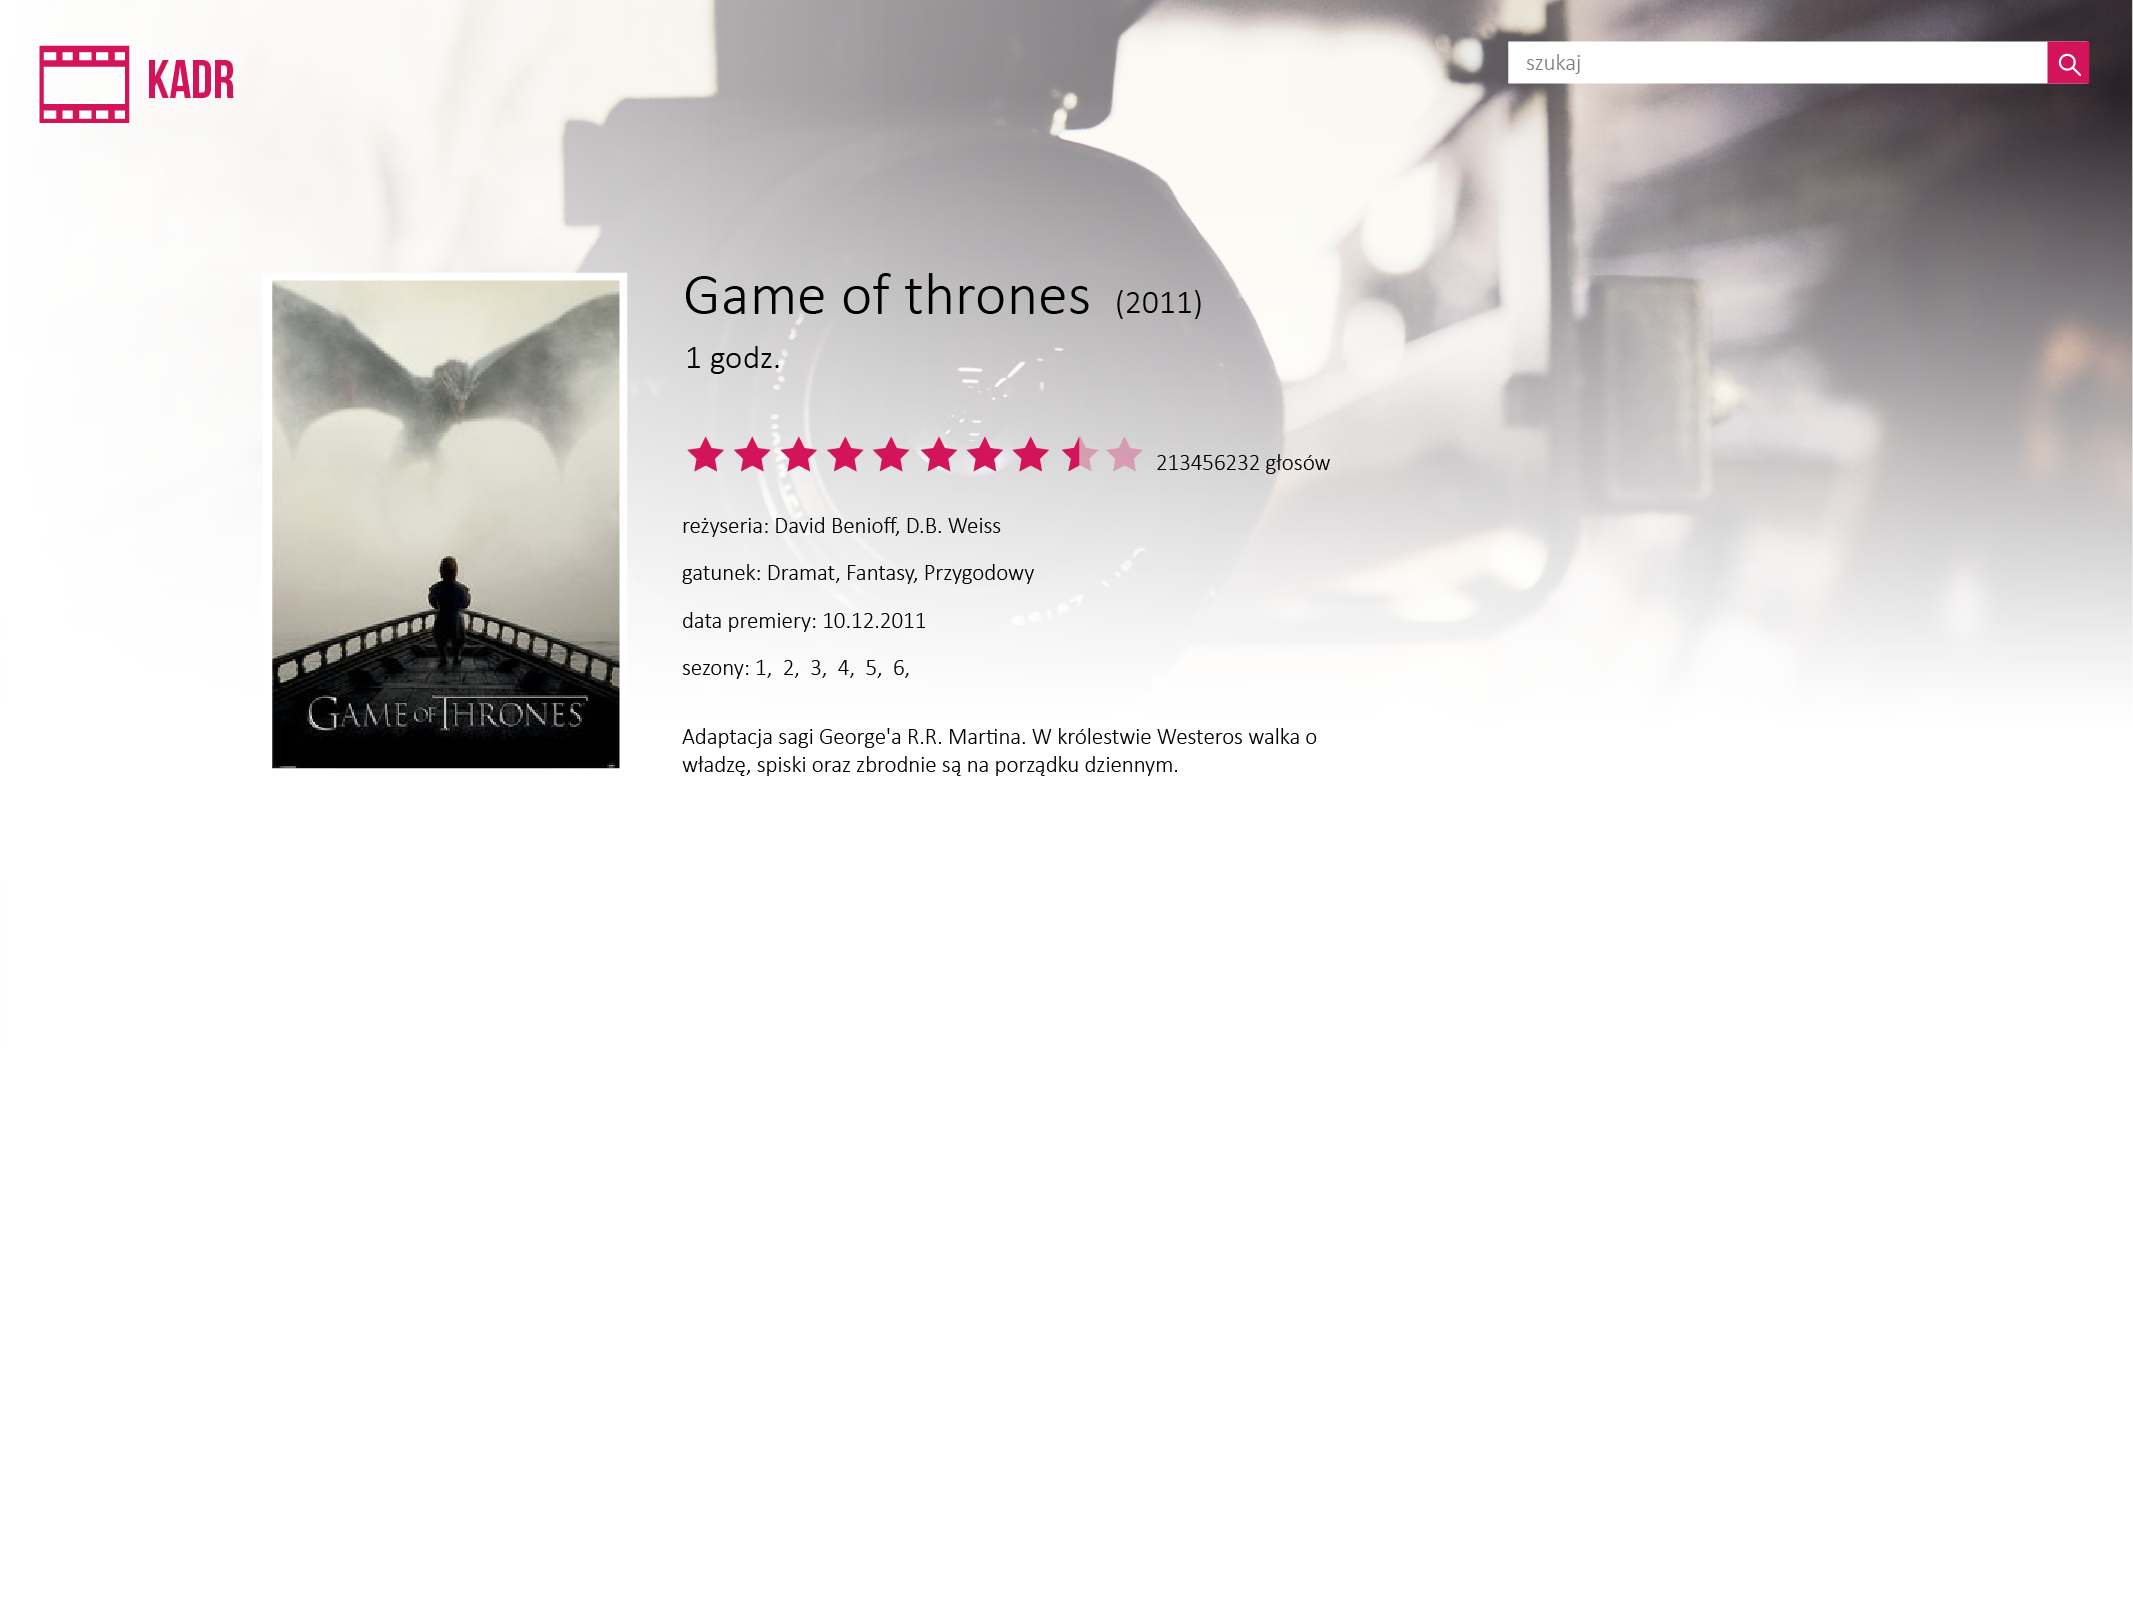 KADR
szukaj
Game of thrones (2011)
1 godz.
213456232 głosów
reżyseria: David Benioff, D.B. Weiss
gatunek: Dramat, Fantasy, Przygodowy
data premiery: 10.12.2011
sezony: 1, 2, 3, 4, 5, 6,
GAME OF THRONES
Adaptacja sagi George'a R.R. Martina. W królestwie Westeros walka o
władzę, spiski oraz zbrodnie są na porządku dziennym.